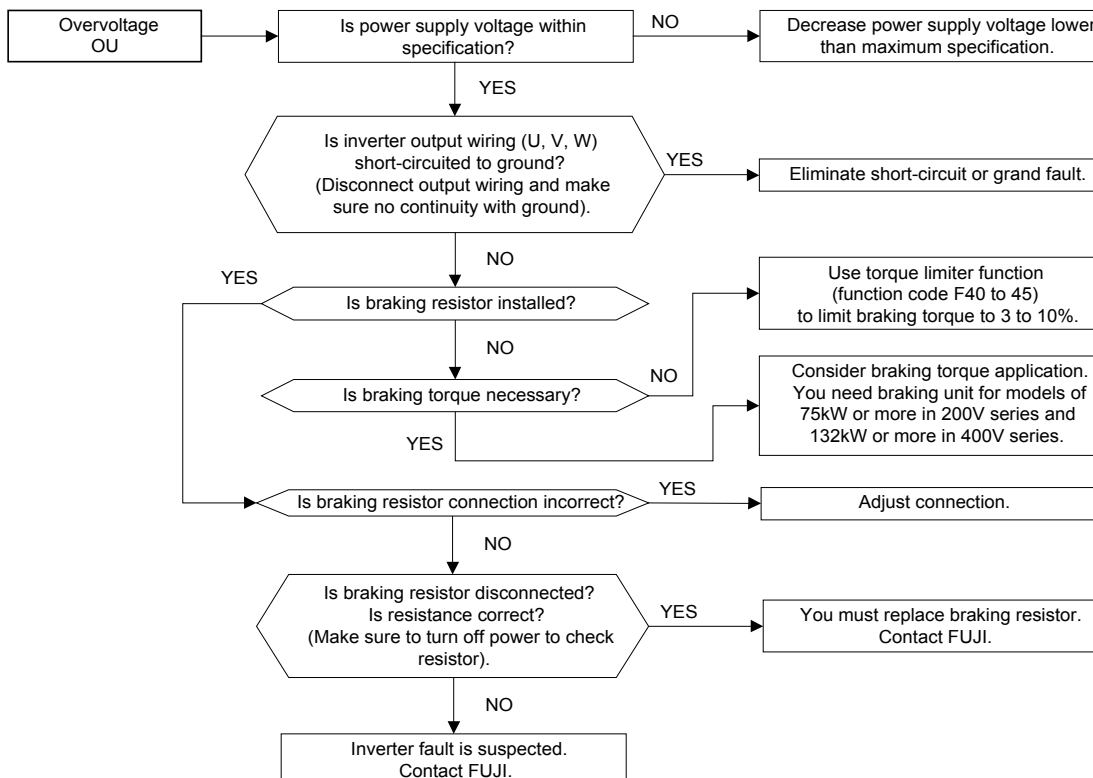 Overvoltage
OU
Is power supply voltage within
specification?
NO
Decrease power supply voltage lower
than maximum specification.
YES
Is inverter output wiring (U, V, W)
short-circuited to ground?
(Disconnect output wiring and make
sure no continuity with ground).
YES
Eliminate short-circuit or grand fault.
NO
YES
Is braking resistor installed?
Use torque limiter function
(function code F40 to 45)
to limit braking torque to 3 to 10%.
NO
Is braking torque necessary?
NO
Consider braking torque application.
You need braking unit for models of
75kW or more in 200V series and
132kW or more in 400V series.
YES
Is braking resistor connection incorrect?
YES
Adjust connection.
NO
Is braking resistor disconnected?
Is resistance correct?
(Make sure to turn off power to check
resistor).
YES
You must replace braking resistor.
Contact FUJI.
NO
Inverter fault is suspected.
Contact FUJI.